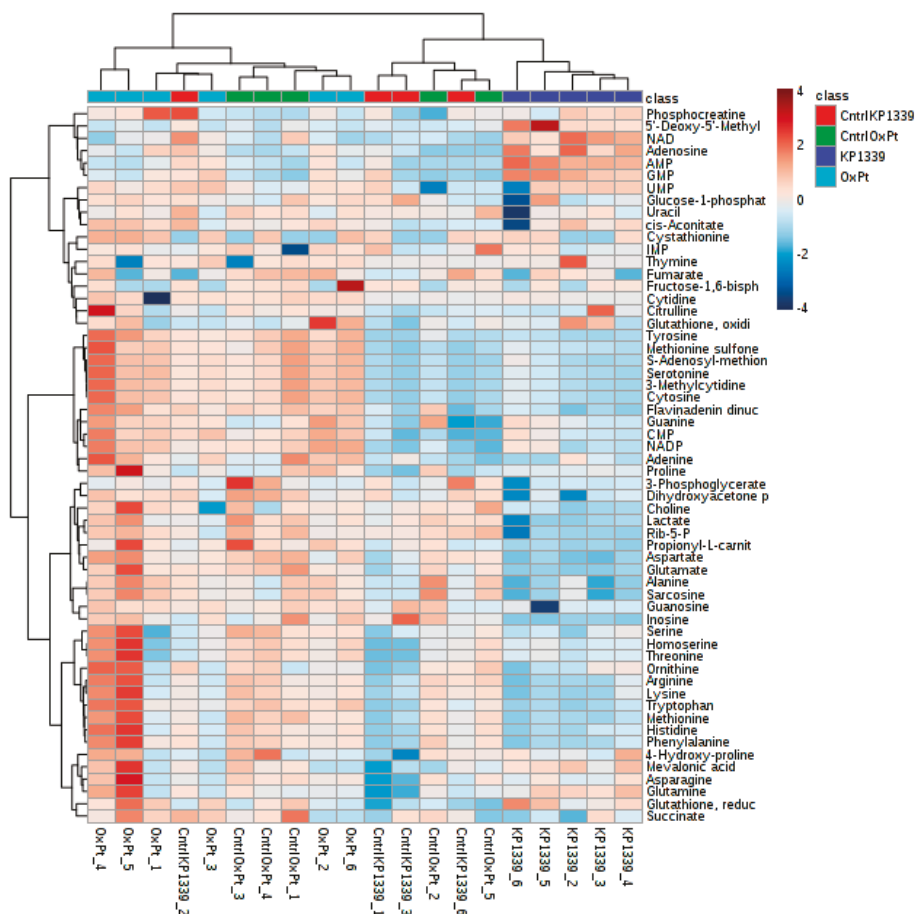 class
Phosphocreatine
5'-Deoxy-5'-Methyl
NAD
Adenosine
AMP
GMP
UMP
Glucose-1-phosphat
Uracil
cis-Aconitate
Cystathionine
IMP
Thymine
Fumarate
Fructose-1,6-bisph
Cytidine
Citrulline
Glutathione, oxidi
Tyrosine
Methionine sulfone
S-Adenosyl-methion
Serotonine
3-Methylcytidine
Cytosine
Flavinadenin dinuc
Guanine
CMP
NADP
Adenine
Proline
3-Phosphoglycerate
Dihydroxyacetone p
Choline
Lactate
Rib-5-P
Propionyl-L-carnit
Aspartate
Glutamate
Alanine
Sarcosine
Guanosine
Inosine
Serine
Homoserine
Threonine
Ornithine
Arginine
Lysine
Tryptophan
Methionine
Histidine
Phenylalanine
4-Hydroxy-proline
Mevalonic acid
Asparagine
Glutamine
Glutathione, reduc
Succinate
4
2
0
-2
-4
class
CntrlKP1339
CntrlOxPt
KP1339
OxPt
OxPt_4
OxPt_5
OxPt_1
CntrlKP1339_2
OxPt_3
CntrlOxPt_3
CntrlOxPt_4
CntrlOxPt_1
OxPt_2
OxPt_6
CntrlKP1339_1
CntrlKP1339_3
CntrlOxPt_2
CntrlKP1339_6
CntrlOxPt_5
KP1339_6
KP1339_5
KP1339_2
KP1339_3
KP1339_4